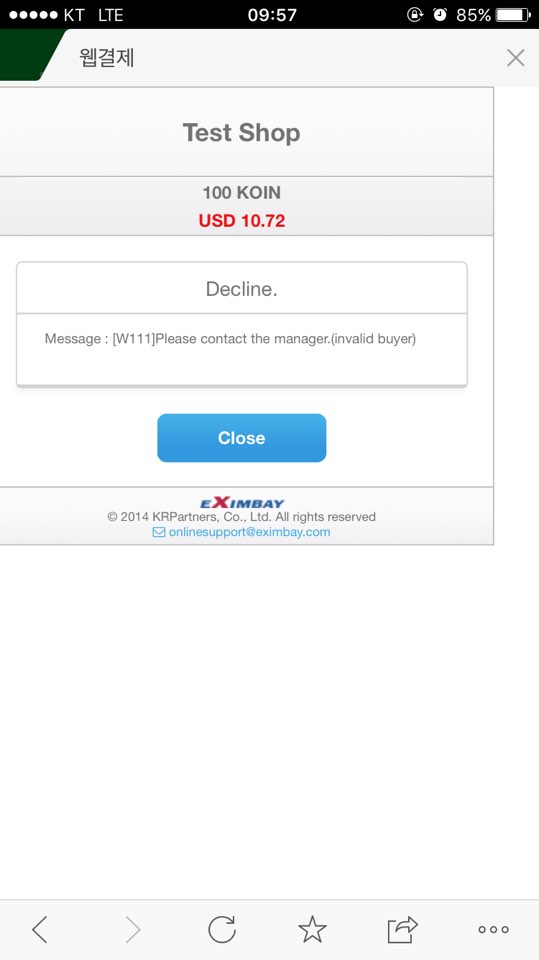 KT LTE 09:57 85%
웹결제
Test Shop
100 KOIN
USD 10.72
Decline.
Message : [W111]Please contact the manager.(invalid buyer)
Close
EXIMBAY
© 2014 KRPartners, Co., Ltd. All rights reserved
onlinesupport@eximbay.com